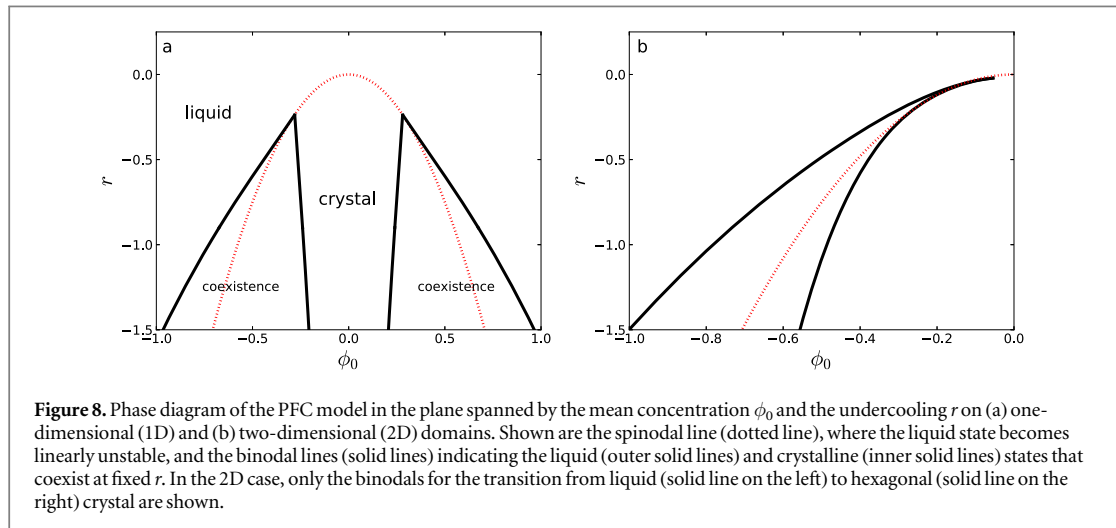 a
0.0
−0.5
−1.0
−1.5
r
liquid
crystal
coexistence
coexistence
−1.0
−0.5
0.0
0.5
1.0
ϕ0
b
0.0
−0.5
−1.0
−1.5
r
−1.0
−0.8
−0.6
−0.4
−0.2
0.0
ϕ0
Figure 8. Phase diagram of the PFC model in the plane spanned by the mean concentration ϕ0 and the undercooling r on (a) one-
dimensional (1D) and (b) two-dimensional (2D) domains. Shown are the spinodal line (dotted line), where the liquid state becomes
linearly unstable, and the binodal lines (solid lines) indicating the liquid (outer solid lines) and crystalline (inner solid lines) states that
coexist at fixed r. In the 2D case, only the binodals for the transition from liquid (solid line on the left) to hexagonal (solid line on the
right) crystal are shown.